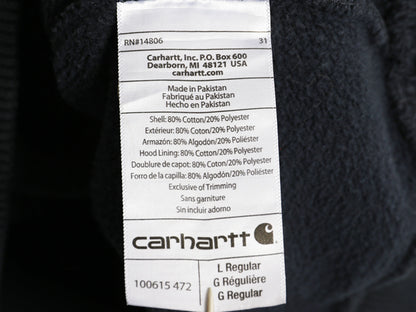 RN#14806 31
Carhartt, Inc. P.O. Box 600
Dearborn, MI 48121 USA
carhartt.com
Made in Pakistan
Fabriqué au Pakistan
Hecho en Pakistan
Shell: 80% Cotton/20% Polyester
Extérieur: 80% Coton/20% Polyester
Armazón: 80% Algodón/20% Poliéster
Hood Lining: 80% Cotton/20% Polyester
Doublure de capot: 80% Coton/20% Polyester
Forro de la capilla: 80% Algodón/20% Poliéster
Exclusive of Trimming
Sans garniture
Sin incluir adorno
carhartt
100615 472
L Regular
G Régulière
G Regular